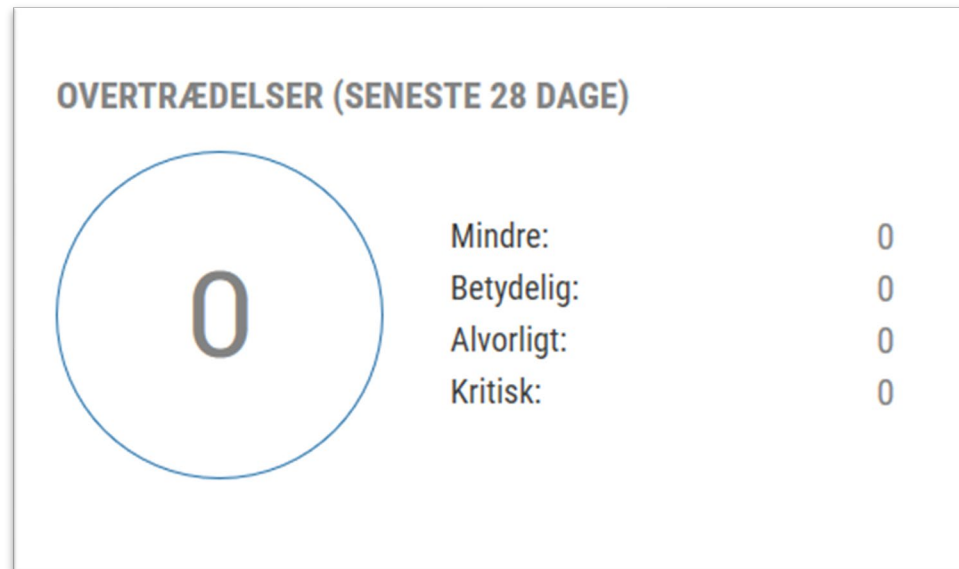 OVERTRÆDELSER (SENESTE 28 DAGE)
0
Mindre: 0
Betydelig: 0
Alvorligt: 0
Kritisk: 0